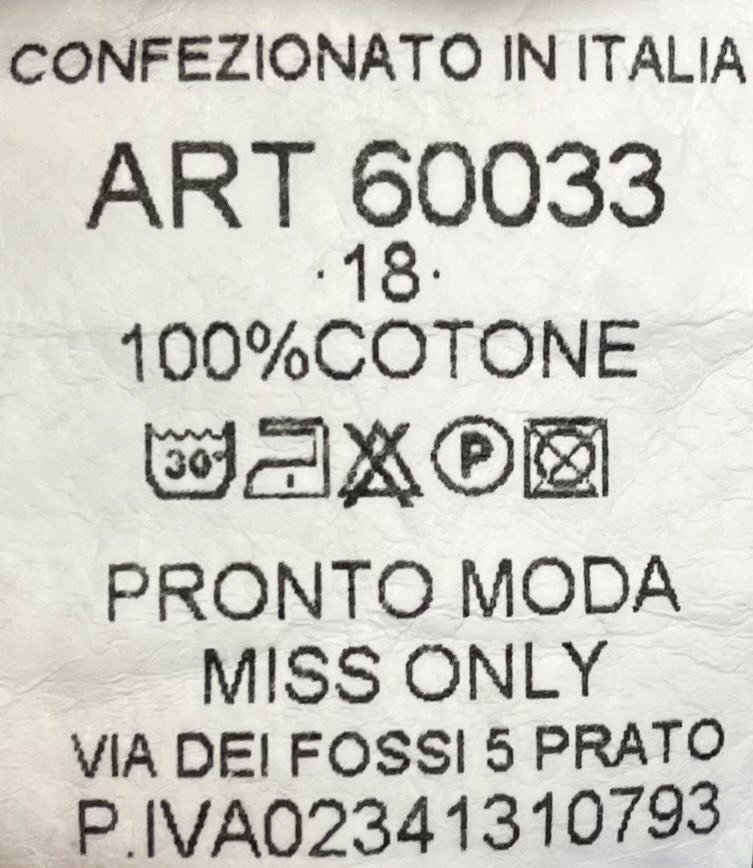 CONFEZIONATO IN ITALIA
ART 60033
·18·
100%COTONE
30° P
PRONTO MODA
MISS ONLY
VIA DEI FOSSI 5 PRATO
P.IVA02341310793